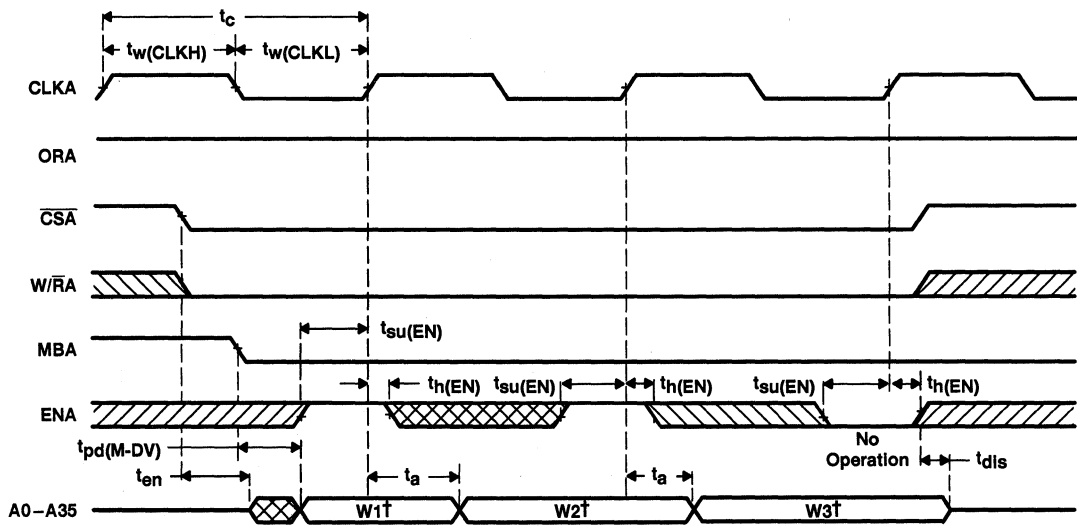 tc
tw(CLKH) tw(CLKL)
CLKA
ORA
CSA
W/RA
tsu(EN)
MBA
th(EN) tsu(EN) th(EN) tsu(EN) th(EN)
ENA
No
Operation
tpd(M-DV)
ten ta ta tdis
A0–A35 W1† W2† W3†